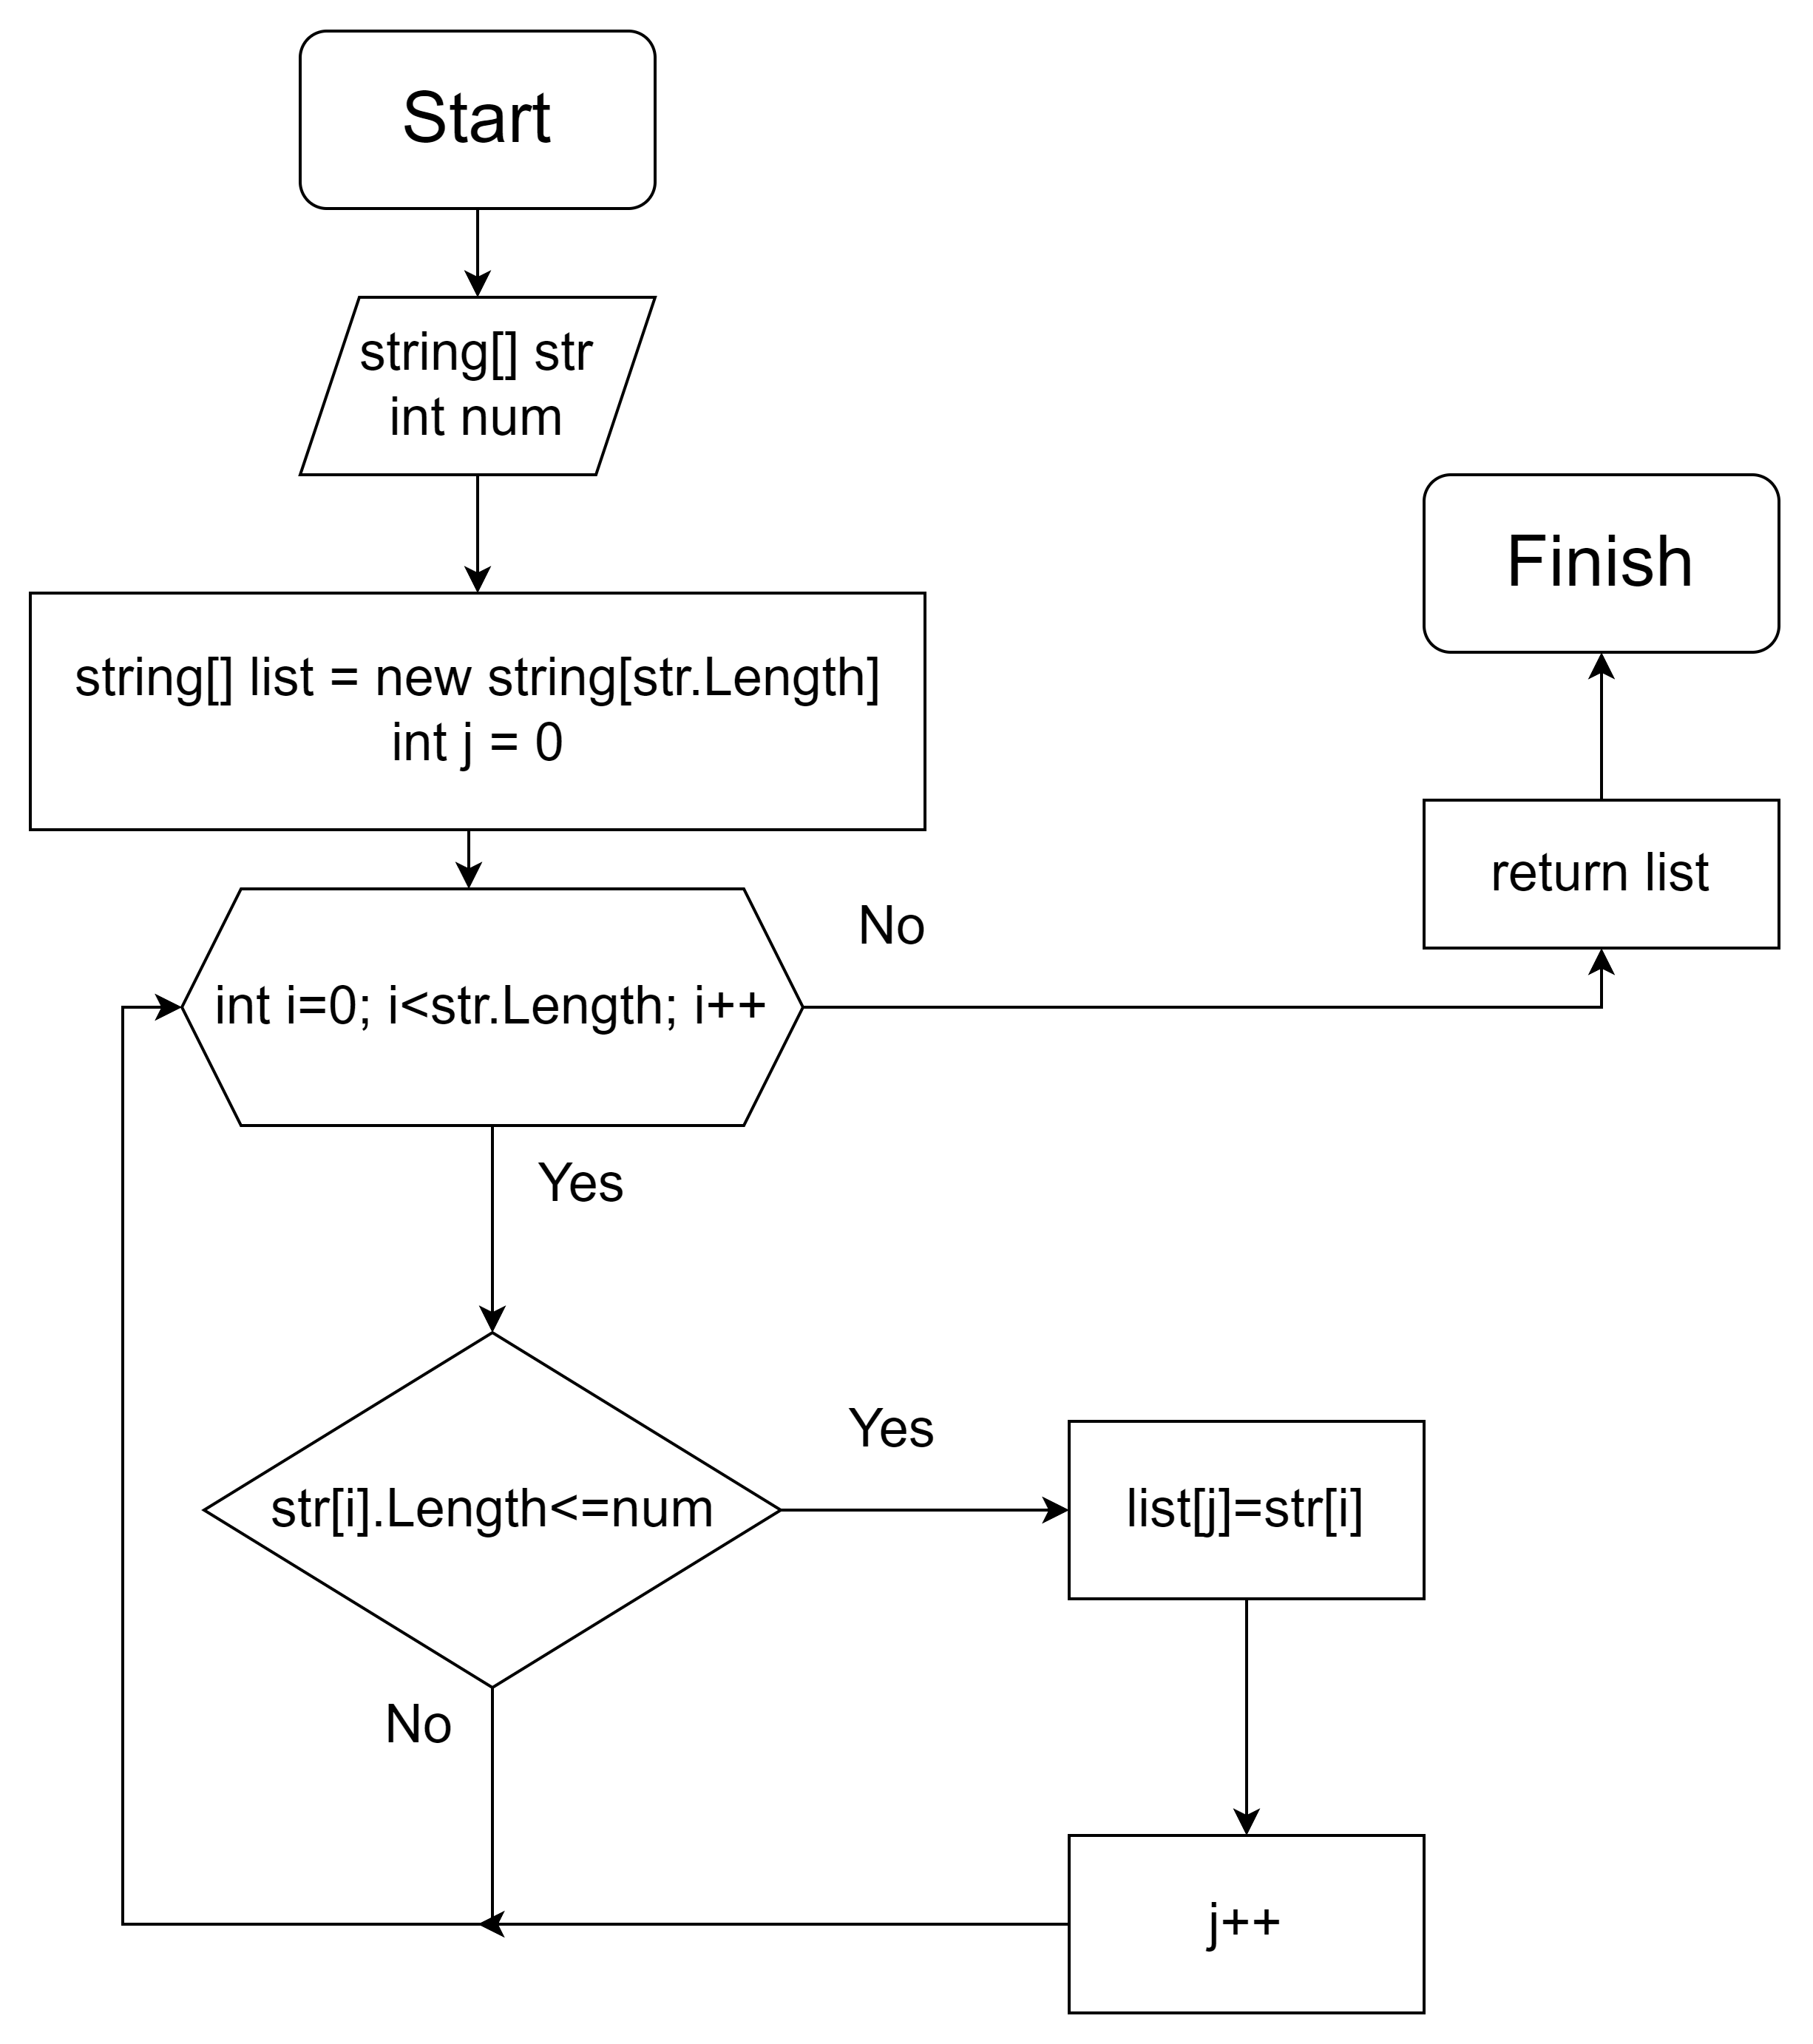 Start
string[] str
int num
string[] list = new string[str.Length]
int j = 0
int i=0; i<str.Length; i++
No
return list
Finish
Yes
str[i].Length<=num
Yes
list[j]=str[i]
No
j++